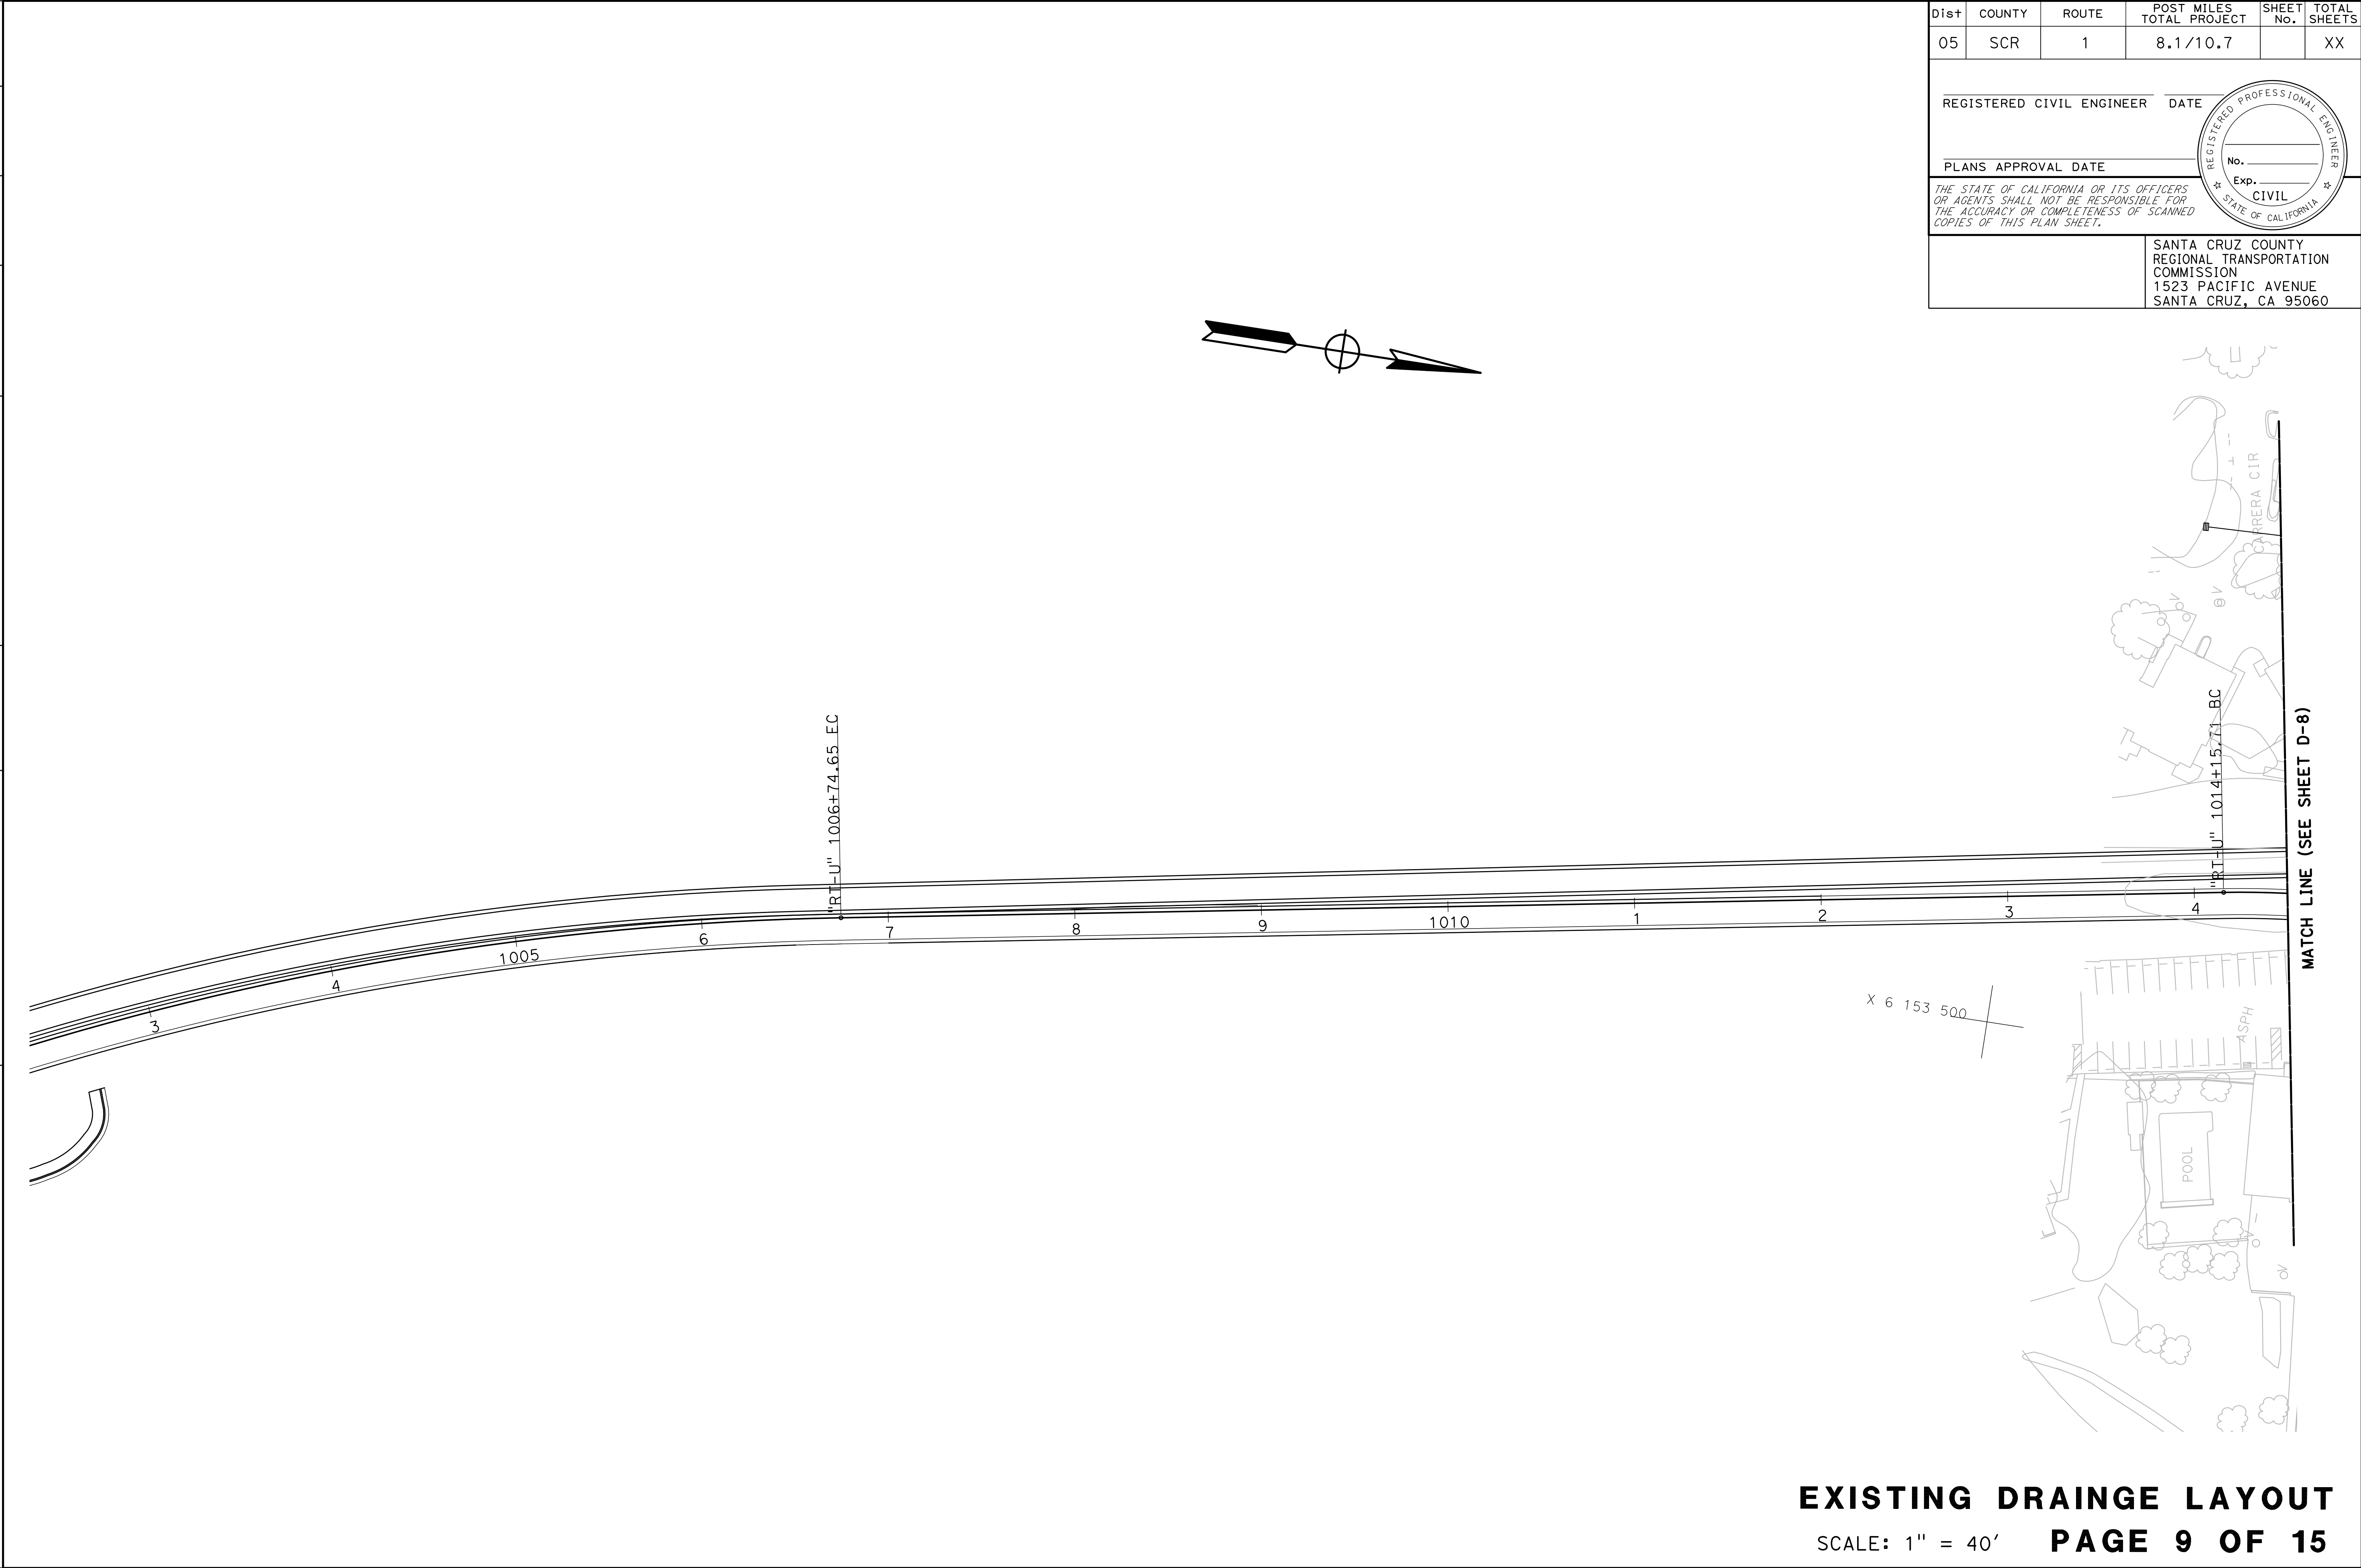 Dist COUNTY ROUTE POST MILES TOTAL PROJECT SHEET No. TOTAL SHEETS
05 SCR 1 8.1/10.7 XX
REGISTERED CIVIL ENGINEER DATE
PLANS APPROVAL DATE
REGISTERED PROFESSIONAL ENGINEER
No.
Exp.
CIVIL
STATE OF CALIFORNIA
THE STATE OF CALIFORNIA OR ITS OFFICERS
OR AGENTS SHALL NOT BE RESPONSIBLE FOR
THE ACCURACY OR COMPLETENESS OF SCANNED
COPIES OF THIS PLAN SHEET.
SANTA CRUZ COUNTY
REGIONAL TRANSPORTATION
COMMISSION
1523 PACIFIC AVENUE
SANTA CRUZ, CA 95060
CIR
"RT-U" 1006+74.65 EC
"RT-U" 1014+15.71 BC
MATCH LINE (SEE SHEET D-8)
3
4
1005
6
7
8
9
1010
1
2
3
4
X 6 153 500
ASPH
POOL
EXISTING DRAINGE LAYOUT
SCALE: 1" = 40' PAGE 9 OF 15